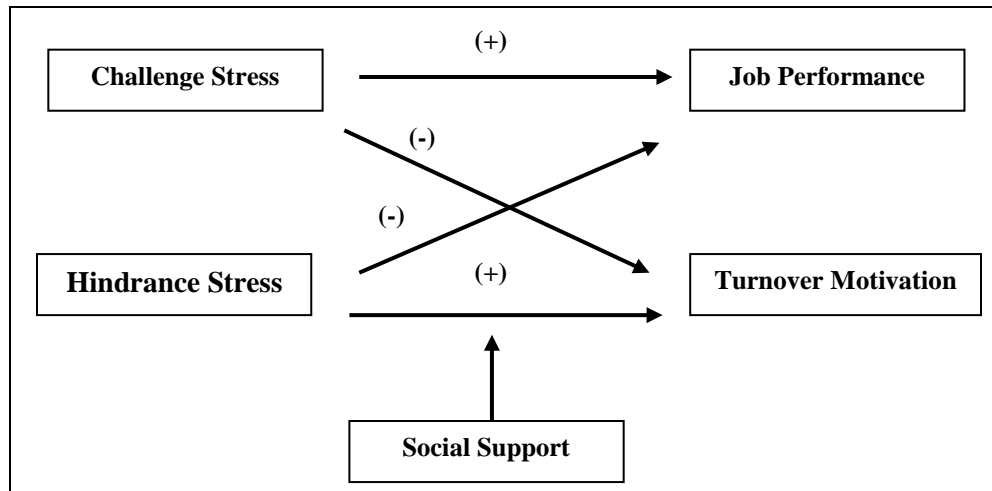 (+)
Challenge Stress
Job Performance
(-)
(-)
Hindrance Stress
(+)
Turnover Motivation
Social Support